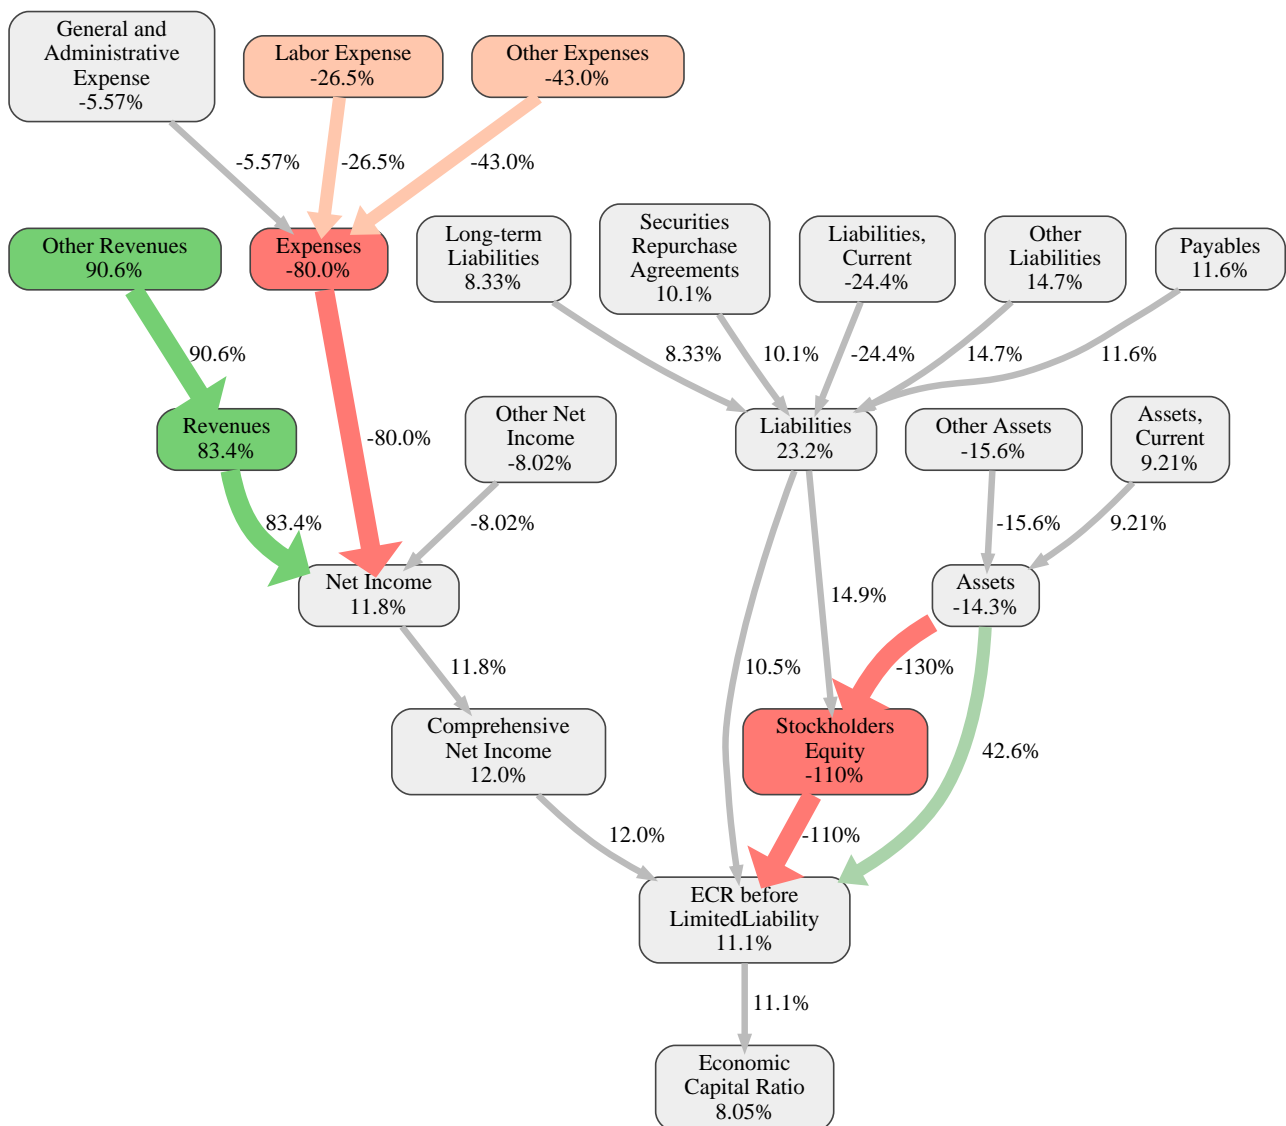 General and
Administrative
Expense
-5.57%
Labor Expense
-26.5%
Other Expenses
-43.0%
-5.57%
-26.5%
-43.0%
Other Revenues
90.6%
Expenses
-80.0%
Long-term
Liabilities
8.33%
Securities
Repurchase
Agreements
10.1%
Liabilities,
Current
-24.4%
Other
Liabilities
14.7%
Payables
11.6%
90.6%
8.33%
10.1%
-24.4%
14.7%
11.6%
Revenues
83.4%
-80.0%
Other Net
Income
-8.02%
Liabilities
23.2%
Other Assets
-15.6%
Assets,
Current
9.21%
83.4%
-8.02%
-15.6%
9.21%
Net Income
11.8%
14.9%
Assets
-14.3%
11.8%
10.5%
-130%
Comprehensive
Net Income
12.0%
Stockholders
Equity
-110%
42.6%
12.0%
-110%
ECR before
LimitedLiability
11.1%
11.1%
Economic
Capital Ratio
8.05%